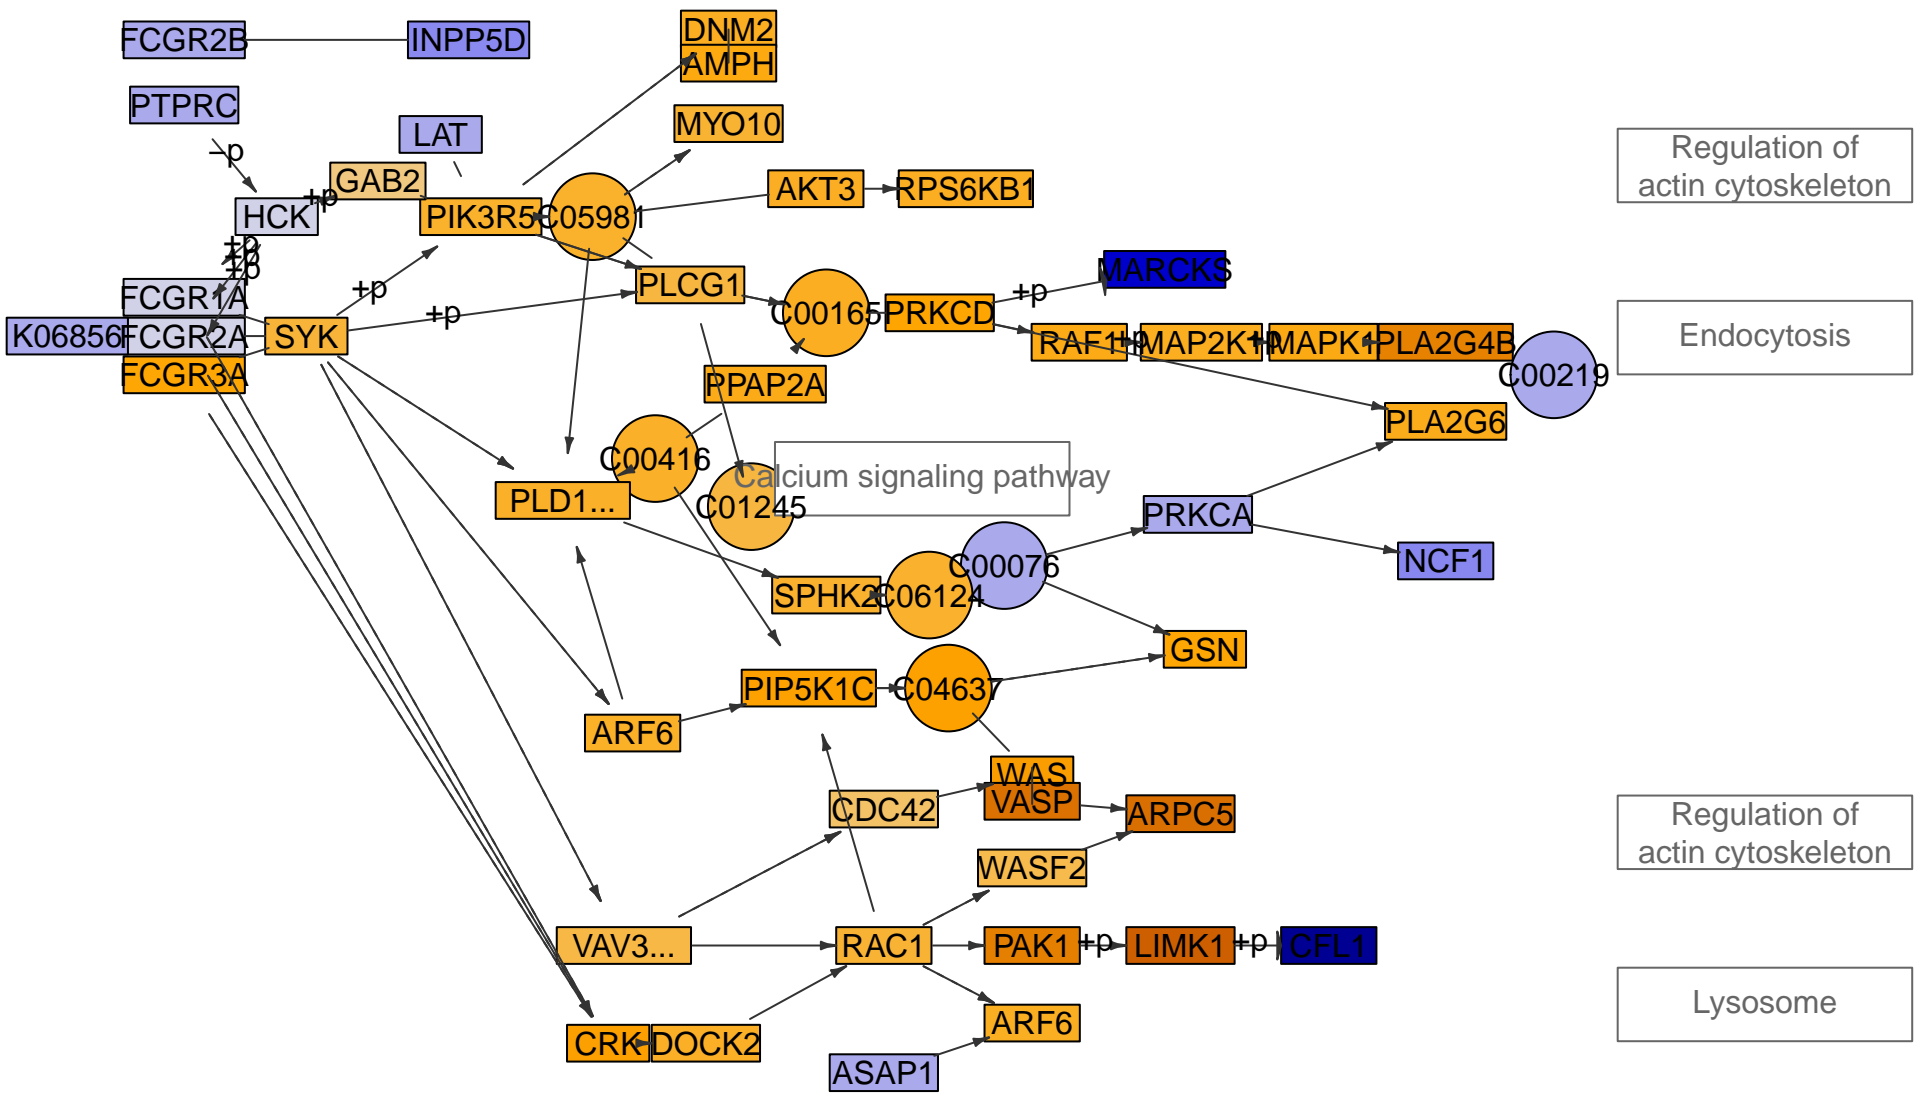 FCGR2B
INPP5D
DNM2
AMPH
PTPRC
LAT
MYO10
Regulation of
actin cytoskeleton
–p
GAB2
+p
HCK
PIK3R5
C05981
AKT3
RPS6KB1
+p
+p
+p
FCGR1A
+p
PLCG1
MARCKS
+p
K06856
FCGR2A
SYK
+p
C00165
PRKCD
RAF1
+p
MAP2K1
+p
MAPK1
PLA2G4B
Endocytosis
FCGR3A
PPAP2A
C00219
PLA2G6
C00416
Calcium signaling pathway
PLD1...
C01245
PRKCA
C00076
NCF1
SPHK2
C06124
GSN
PIP5K1C
C04637
ARF6
WAS
VASP
CDC42
ARPC5
Regulation of
actin cytoskeleton
WASF2
VAV3...
RAC1
PAK1
+p
LIMK1
+p
CFL1
Lysosome
ARF6
CRK
DOCK2
ASAP1